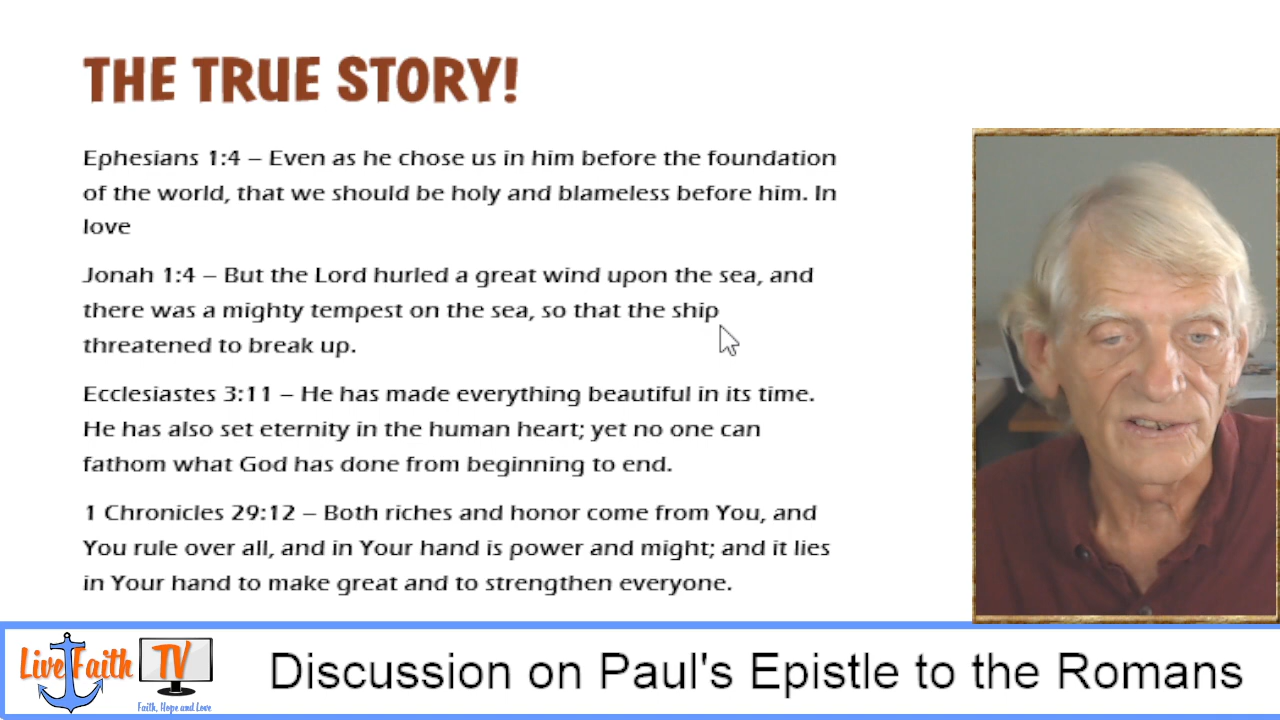 THE TRUE STORY!
Ephesians 1:4 – Even as he chose us in him before the foundation
of the world, that we should be holy and blameless before him. In
love
Jonah 1:4 – But the Lord hurled a great wind upon the sea, and
there was a mighty tempest on the sea, so that the ship
threatened to break up.
Ecclesiastes 3:11 – He has made everything beautiful in its time.
He has also set eternity in the human heart; yet no one can
fathom what God has done from beginning to end.
1 Chronicles 29:12 – Both riches and honor come from You, and
You rule over all, and in Your hand is power and might; and it lies
in Your hand to make great and to strengthen everyone.
Live Faith TV
Faith, Hope and Love
Discussion on Paul's Epistle to the Romans